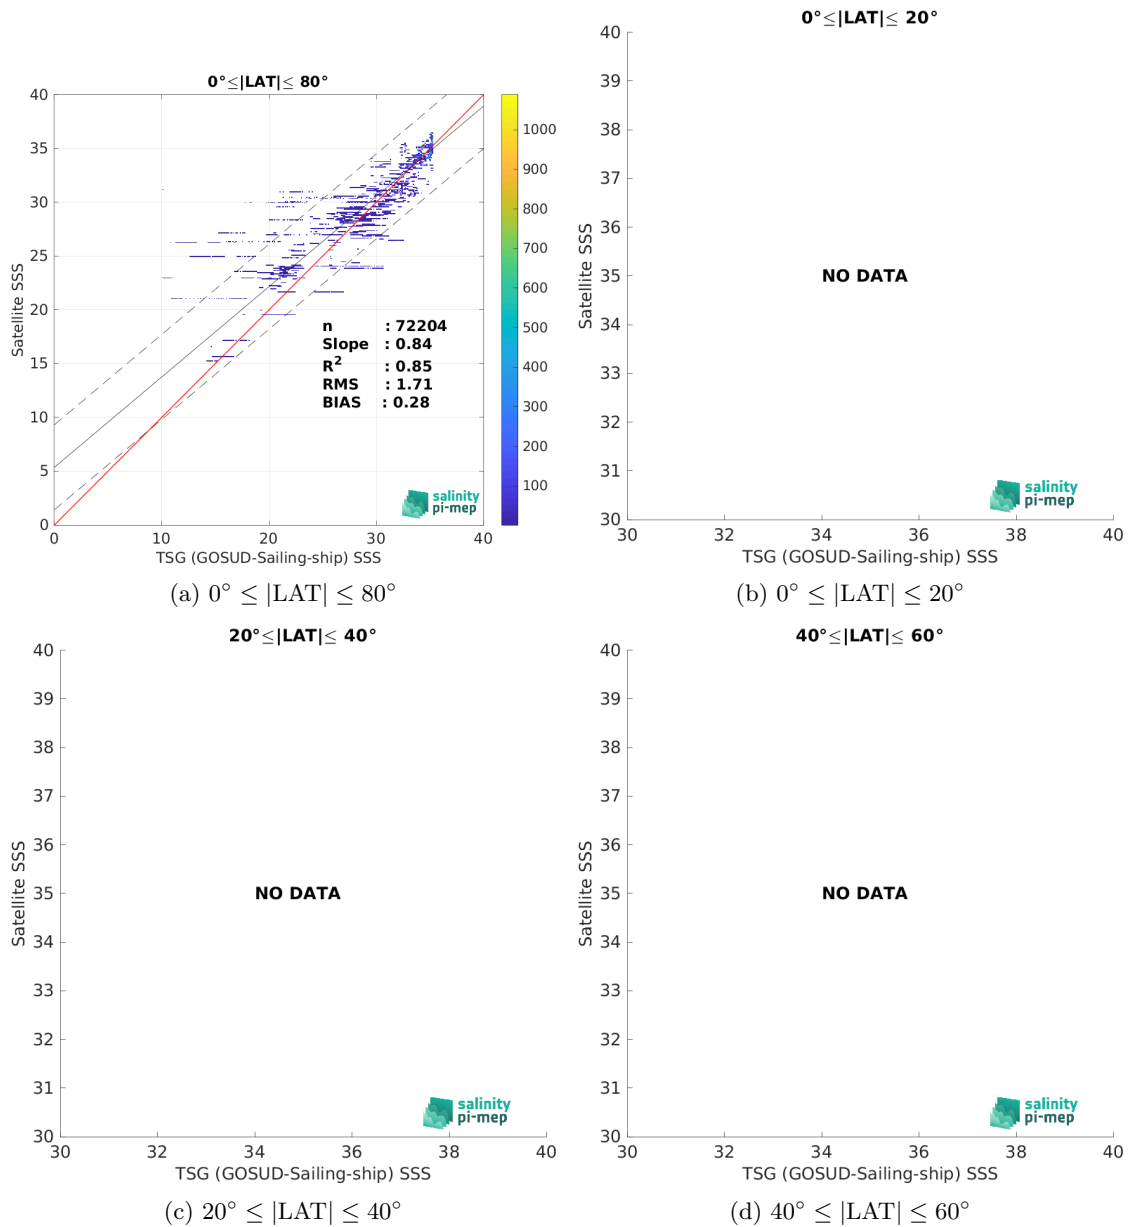 0°≤|LAT|≤ 80°
40
35
30
25
20
15
10
5
0
Satellite SSS
n : 72204
Slope : 0.84
R² : 0.85
RMS : 1.71
BIAS : 0.28
salinity
pi-mep
0 10 20 30 40
TSG (GOSUD-Sailing-ship) SSS
1000
900
800
700
600
500
400
300
200
100
(a) 0° ≤ |LAT| ≤ 80°
0°≤|LAT|≤ 20°
40
39
38
37
36
35
34
33
32
31
30
Satellite SSS
NO DATA
salinity
pi-mep
30 32 34 36 38 40
TSG (GOSUD-Sailing-ship) SSS
(b) 0° ≤ |LAT| ≤ 20°
20°≤|LAT|≤ 40°
40
39
38
37
36
35
34
33
32
31
30
Satellite SSS
NO DATA
salinity
pi-mep
30 32 34 36 38 40
TSG (GOSUD-Sailing-ship) SSS
(c) 20° ≤ |LAT| ≤ 40°
40°≤|LAT|≤ 60°
40
39
38
37
36
35
34
33
32
31
30
Satellite SSS
NO DATA
salinity
pi-mep
30 32 34 36 38 40
TSG (GOSUD-Sailing-ship) SSS
(d) 40° ≤ |LAT| ≤ 60°